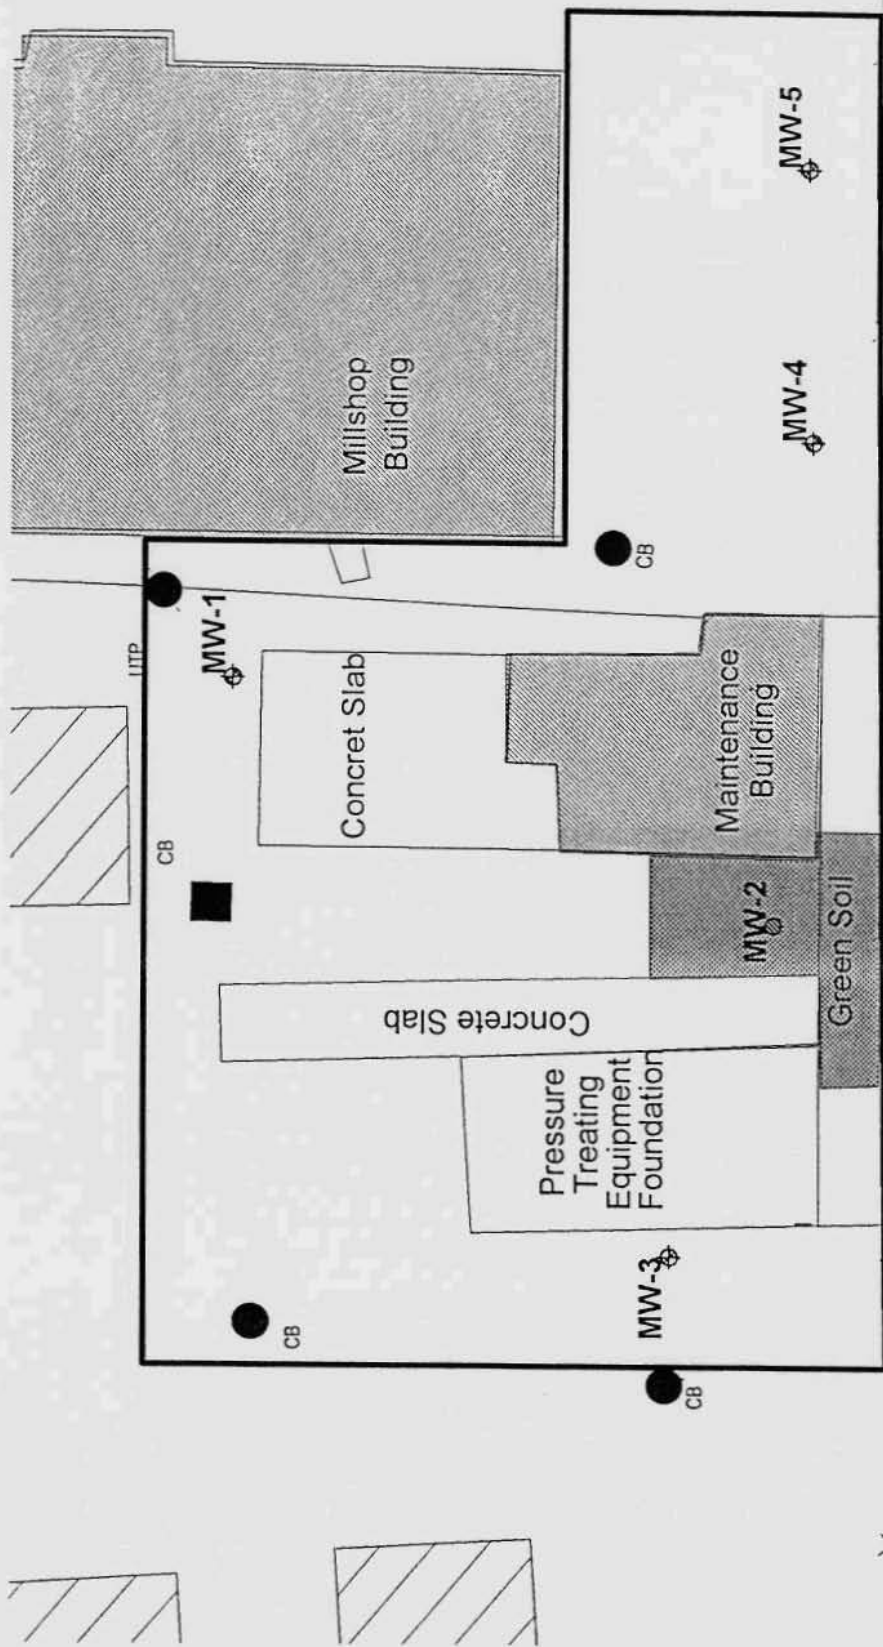 Millshop
Building
MW-5
MW-4
CB
UTP
MW-1
Concret Slab
Maintenance
Building
CB
MW-2
Green Soil
Concrete Slab
Pressure
Treating
Equipment
Foundation
MW-3
CB
CB